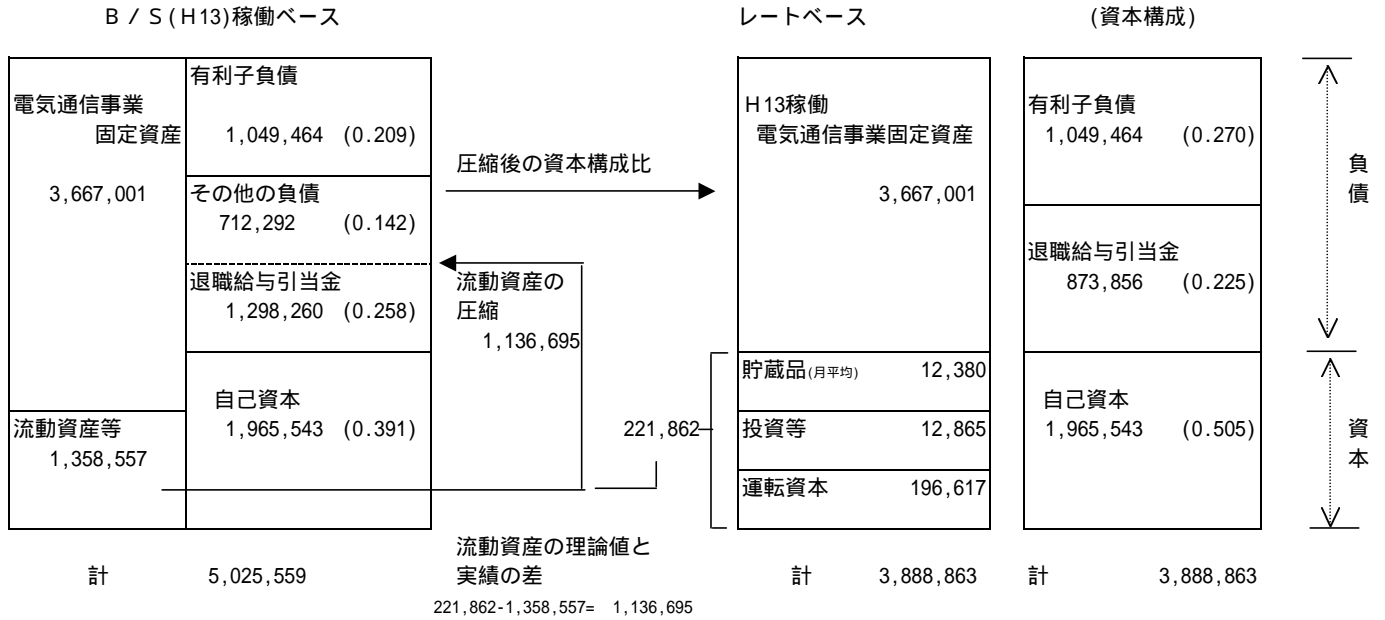 Ｂ／Ｓ(Ｈ13)稼働ベース
レートベース
(資本構成)
電気通信事業
固定資産
3,667,001
流動資産等
1,358,557
有利子負債
1,049,464 (0.209)
その他の負債
712,292 (0.142)
退職給与引当金
1,298,260 (0.258)
自己資本
1,965,543 (0.391)
計 5,025,559
圧縮後の資本構成比
流動資産の
圧縮
1,136,695
221,862
流動資産の理論値と
実績の差
221,862-1,358,557= 1,136,695
Ｈ13稼働
電気通信事業固定資産
3,667,001
貯蔵品(月平均) 12,380
投資等 12,865
運転資本 196,617
計 3,888,863
有利子負債
1,049,464 (0.270)
退職給与引当金
873,856 (0.225)
自己資本
1,965,543 (0.505)
計 3,888,863
負債
資本